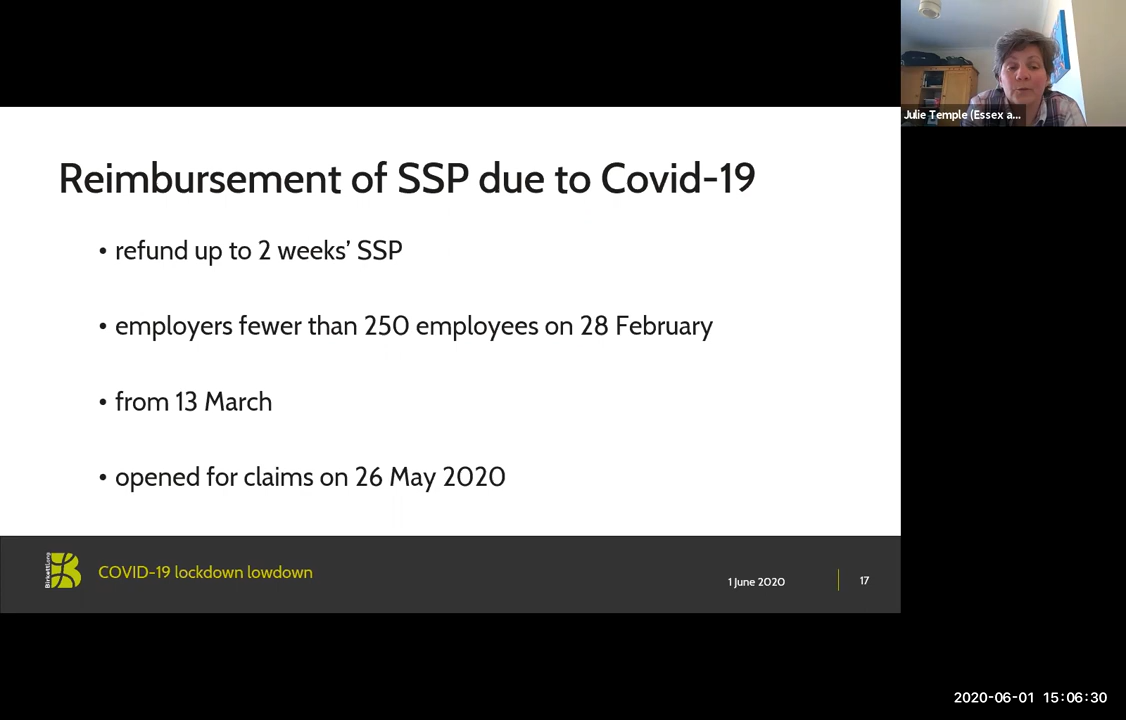 Julie Temple (Essex a...
Reimbursement of SSP due to Covid-19
• refund up to 2 weeks’ SSP
• employers fewer than 250 employees on 28 February
• from 13 March
• opened for claims on 26 May 2020
BirkettLong
COVID-19 lockdown lowdown
1 June 2020
17
2020-06-01 15:06:30